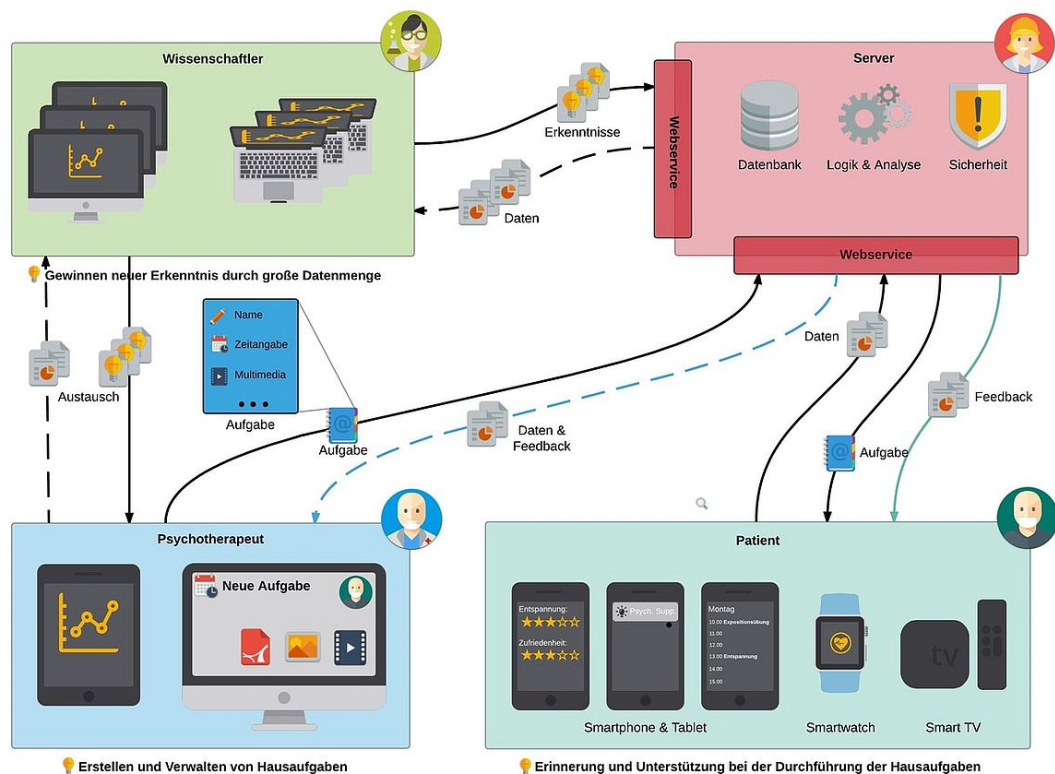 Wissenschaftler
Server
Erkenntnisse
Webservice
Datenbank
Logik & Analyse
Sicherheit
Daten
Webservice
Gewinnen neuer Erkenntnis durch große Datenmenge
Name
Zeitangabe
Multimedia
Aufgabe
Austausch
Aufgabe
Daten &
Feedback
Daten
Feedback
Aufgabe
Psychotherapeut
Neue Aufgabe
Patient
Entspannung:
Zufriedenheit:
Psych. Supp.
Montag
10.00 Expositionsübung
11.00
12.00
13.00 Entspannung
14.00
15.00
tv
Smartphone & Tablet
Smartwatch
Smart TV
Erstellen und Verwalten von Hausaufgaben
Erinnerung und Unterstützung bei der Durchführung der Hausaufgaben